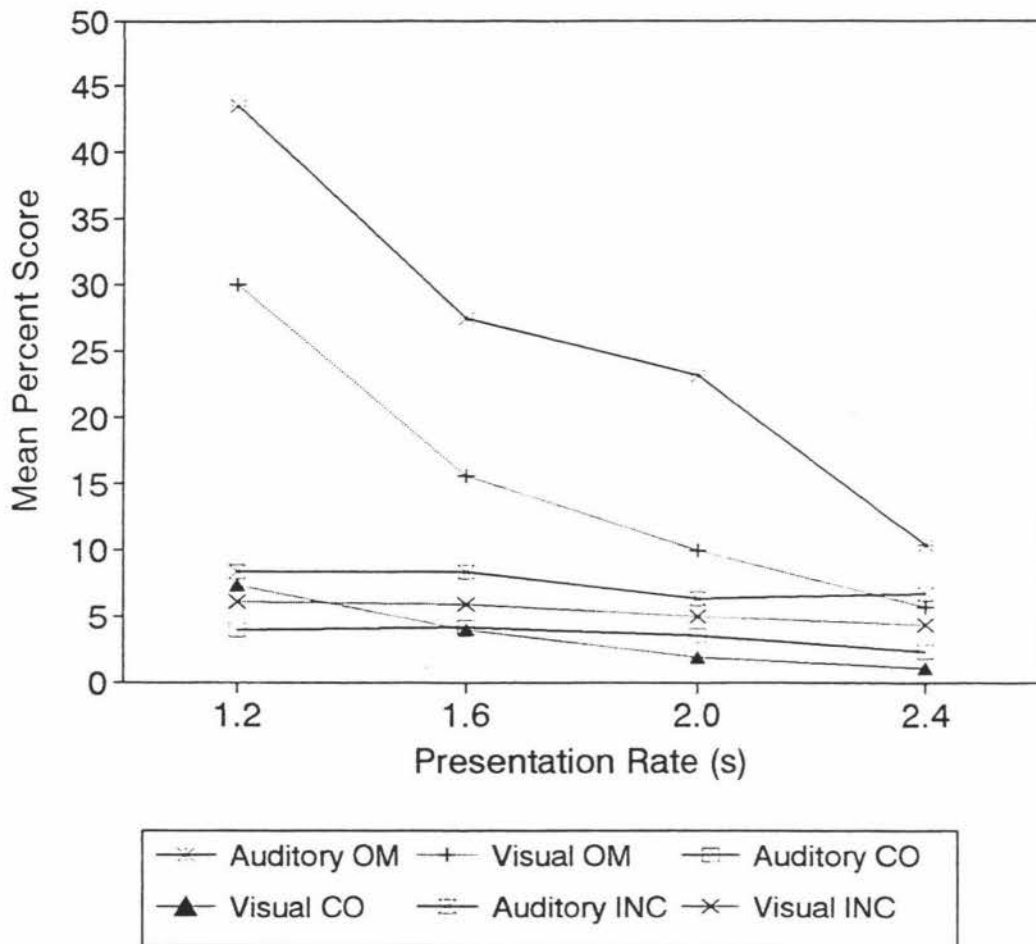 50
45
40
35
30
25
20
15
10
5
0
Mean Percent Score
1.2 1.6 2.0 2.4
Presentation Rate (s)
Auditory OM Visual OM Auditory CO
Visual CO Auditory INC Visual INC